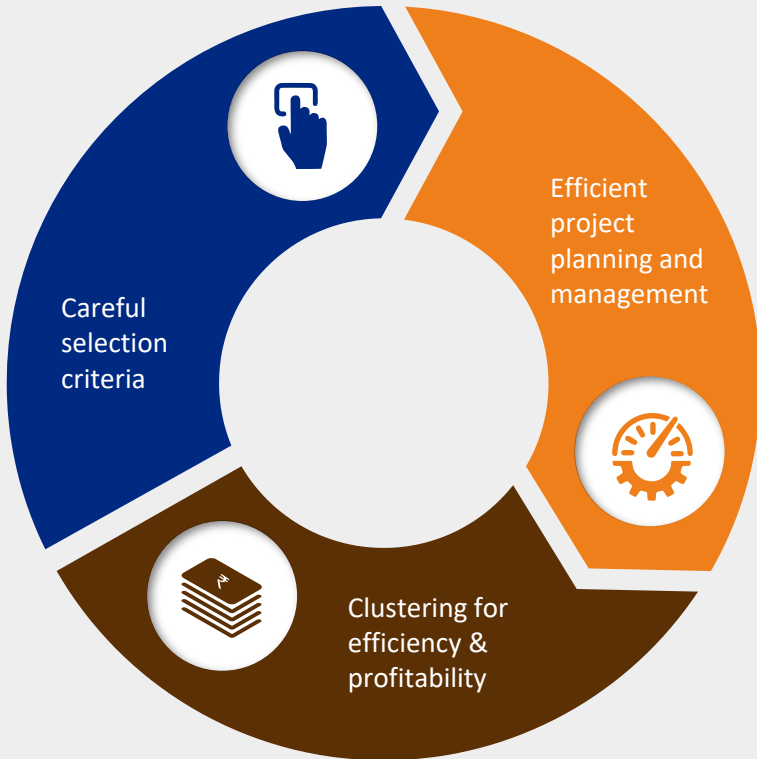 Efficient
project
planning and
management
Careful
selection
criteria
Clustering for
efficiency &
profitability
₹